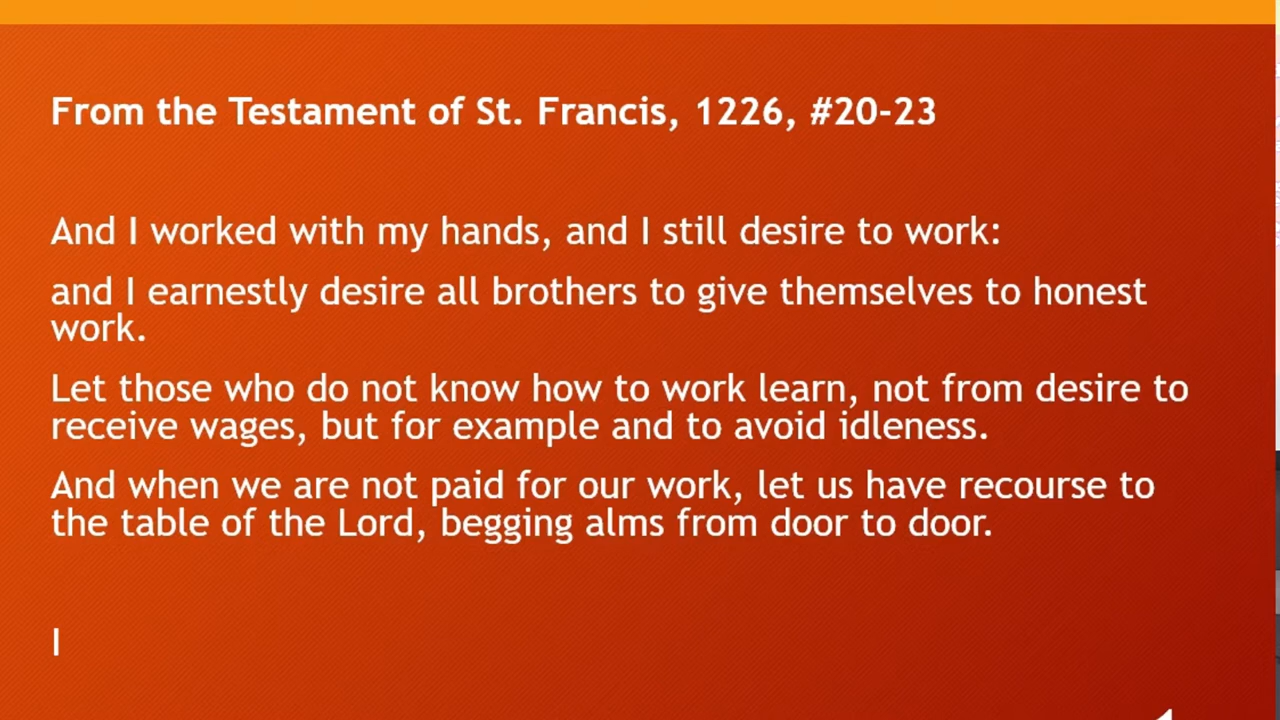 From the Testament of St. Francis, 1226, #20-23
And I worked with my hands, and I still desire to work:
and I earnestly desire all brothers to give themselves to honest
work.
Let those who do not know how to work learn, not from desire to
receive wages, but for example and to avoid idleness.
And when we are not paid for our work, let us have recourse to
the table of the Lord, begging alms from door to door.
I